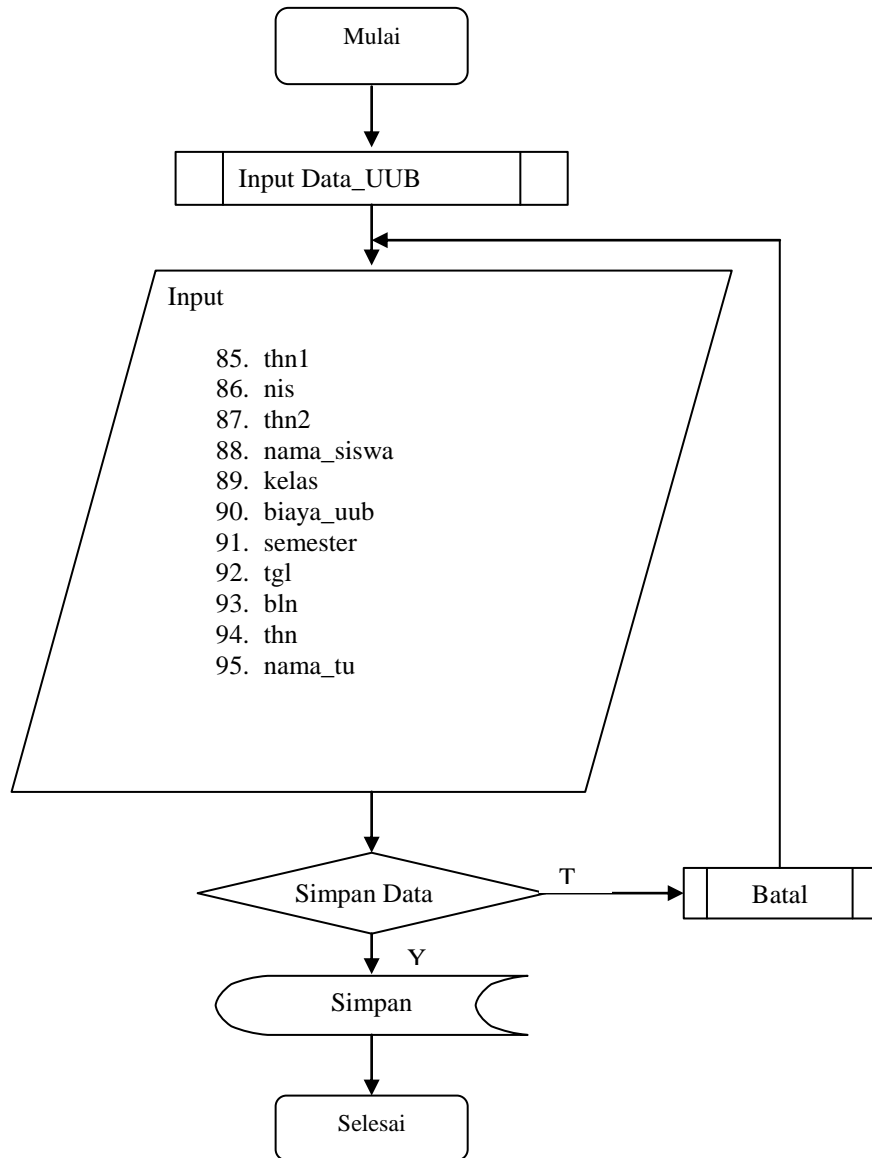 Mulai
Input Data_UUB
Input
85. thn1
86. nis
87. thn2
88. nama_siswa
89. kelas
90. biaya_uub
91. semester
92. tgl
93. bln
94. thn
95. nama_tu
Simpan Data
T
Batal
Y
Simpan
Selesai